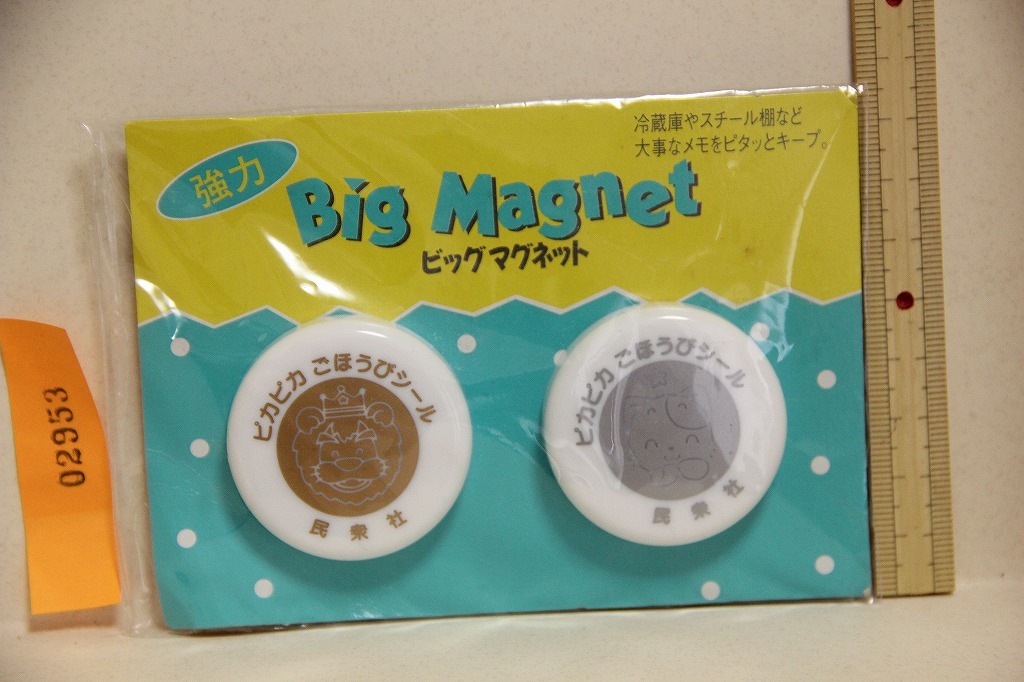 冷蔵庫やスチール棚など
大事なメモをピタッとキープ。
強力
Big Magnet
ビッグマグネット
ピカピカ ごほうびシール
民衆社
ピカピカ ごほうびシール
民衆社
02953